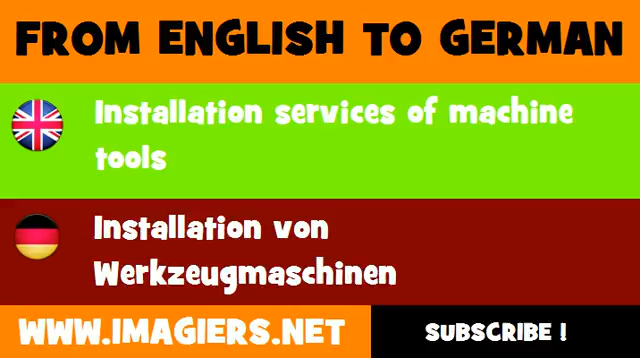 FROM ENGLISH TO GERMAN
Installation services of machine
tools
Installation von
Werkzeugmaschinen
WWW.IMAGIERS.NET
SUBSCRIBE !